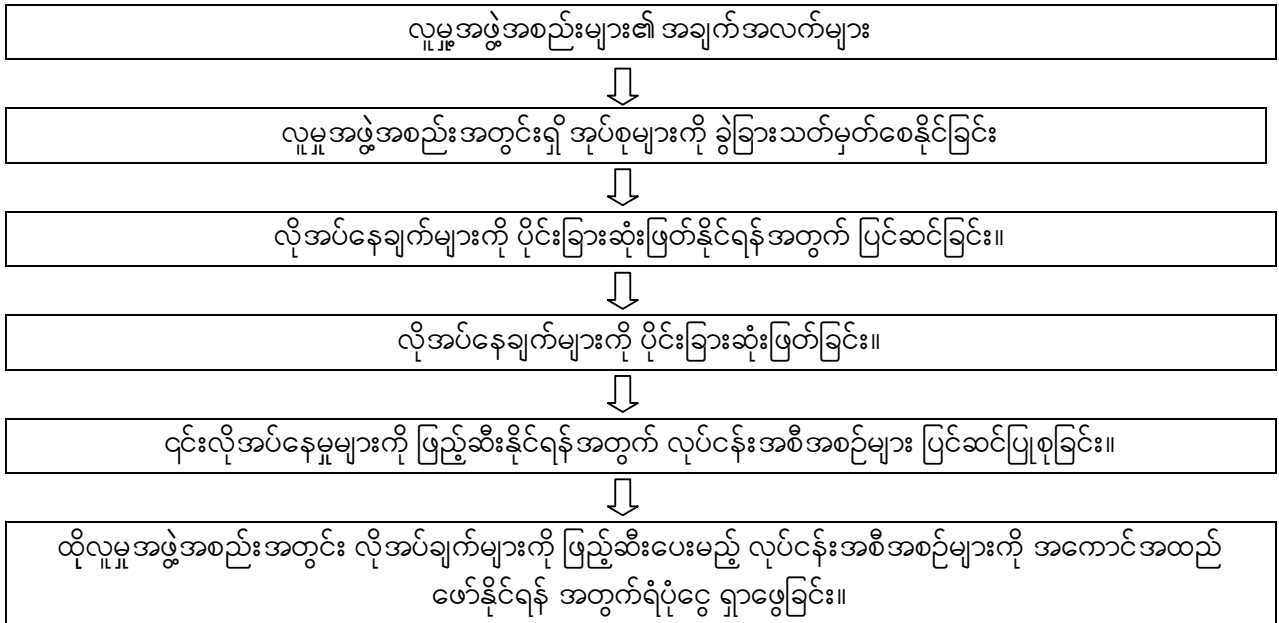 လူမှု့အဖွဲ့အစည်းများ၏ အချက်အလက်များ
လူမှုအဖွဲ့အစည်းအတွင်းရှိ အုပ်စုများကို ခွဲခြားသတ်မှတ်စေနိုင်ခြင်း
လိုအပ်နေချက်များကို ပိုင်းခြားဆုံးဖြတ်နိုင်ရန်အတွက် ပြင်ဆင်ခြင်း။
လိုအပ်နေချက်များကို ပိုင်းခြားဆုံးဖြတ်ခြင်း။
၎င်းလိုအပ်နေမှုများကို ဖြည့်ဆီးနိုင်ရန်အတွက် လုပ်ငန်းအစီအစဉ်များ ပြင်ဆင်ပြုစုခြင်း။
ထိုလူမှုအဖွဲ့အစည်းအတွင်း လိုအပ်ချက်များကို ဖြည့်ဆီးပေးမည့် လုပ်ငန်းအစီအစဉ်များကို အကောင်အထည်
ဖော်နိုင်ရန် အတွက်ရံပုံငွေ ရှာဖွေခြင်း။